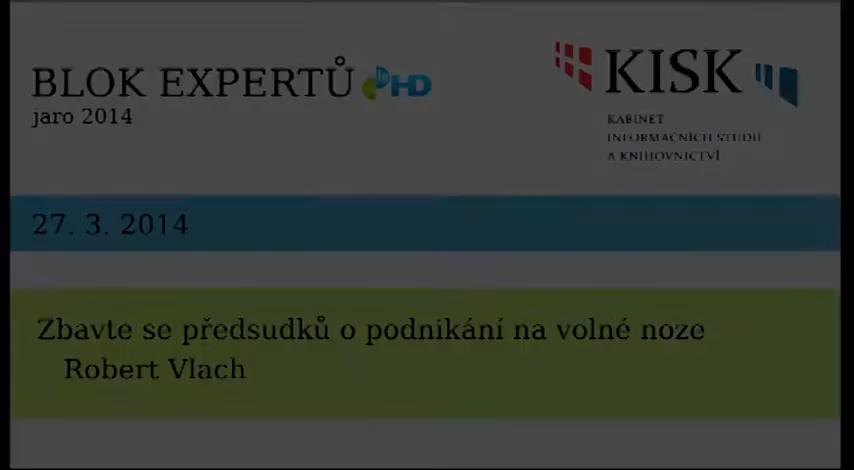 BLOK EXPERTŮ in HD
jaro 2014
KISK
KABINET
INFORMAČNÍCH STUDIÍ
A KNIHOVNICTVÍ
27. 3. 2014
Zbavte se předsudků o podnikání na volné noze
Robert Vlach